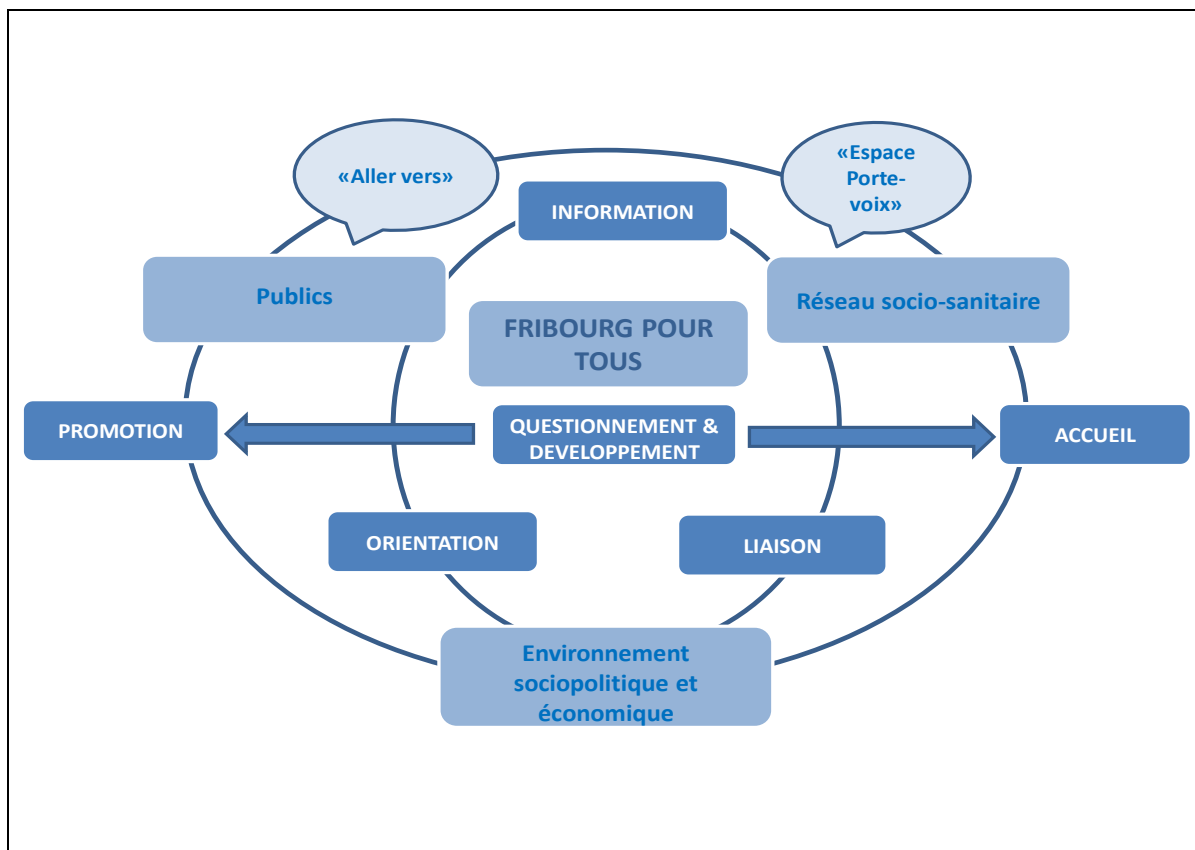 «Aller vers»
«Espace
Porte-
voix»
INFORMATION
Publics
Réseau socio-sanitaire
FRIBOURG POUR
TOUS
PROMOTION
QUESTIONNEMENT &
DEVELOPPEMENT
ACCUEIL
ORIENTATION
LIAISON
Environnement
sociopolitique et
économique